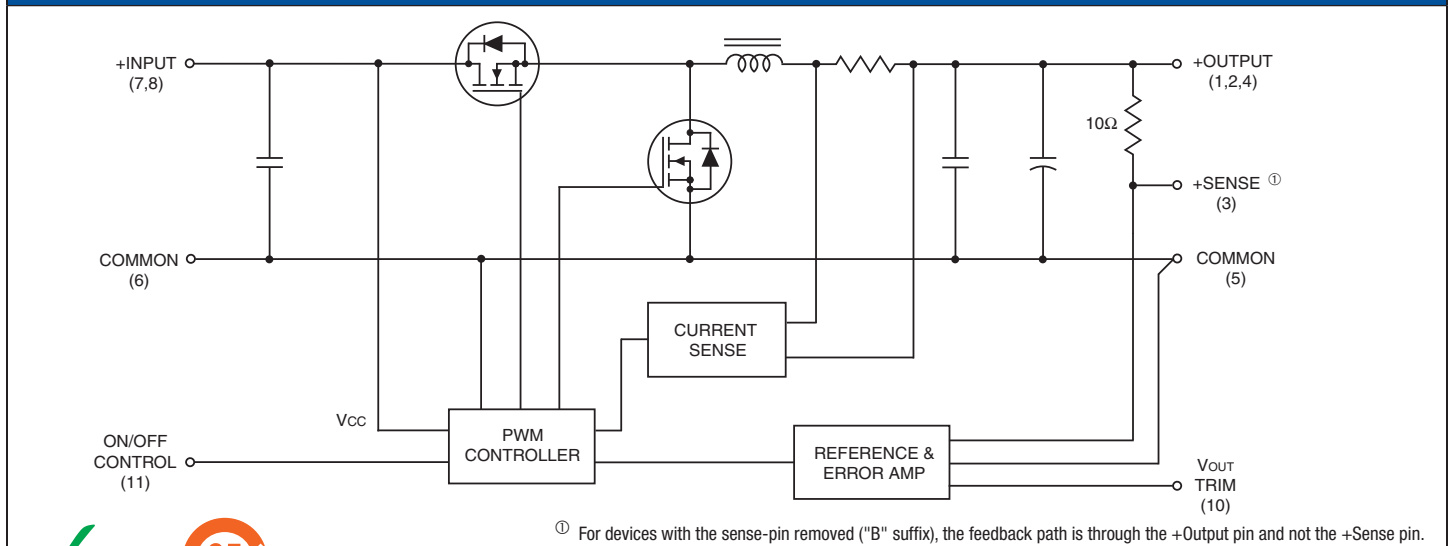 +INPUT
(7,8)
+OUTPUT
(1,2,4)
10Ω
+SENSE ①
(3)
COMMON
(6)
COMMON
(5)
CURRENT
SENSE
VCC
ON/OFF
CONTROL
(11)
PWM
CONTROLLER
REFERENCE &
ERROR AMP
VOUT
TRIM
(10)
① For devices with the sense-pin removed ("B" suffix), the feedback path is through the +Output pin and not the +Sense pin.